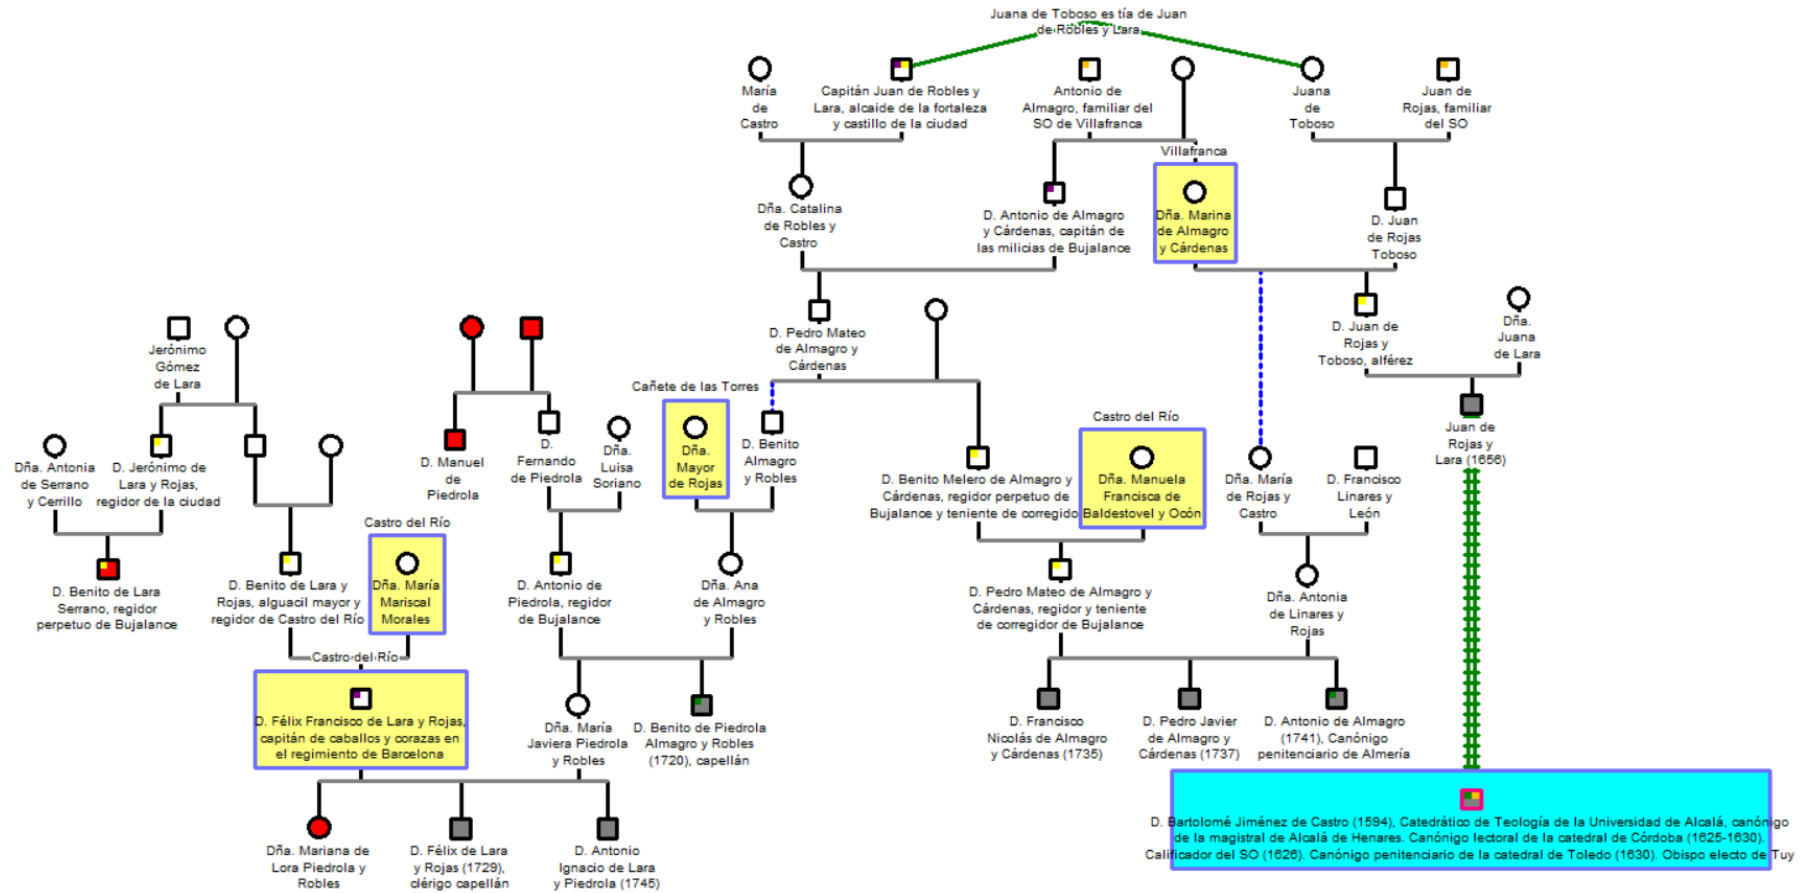 Juana de Toboso es tía de Juan
de Robles y Lara
María
de
Castro
Capitán Juan de Robles y
Lara, alcaide de la fortaleza
y castillo de la ciudad
Antonio de
Almagro, familiar del
SO de Villafranca
Juana
de
Toboso
Juan de
Rojas, familiar
del SO
Villafranca
Dña. Catalina
de Robles y
Castro
D. Antonio de Almagro
y Cárdenas, capitán de
las milicias de Bujalance
Dña. Marina
de Almagro
y Cárdenas
D. Juan
de Rojas
Toboso
Jerónimo
Gómez
de Lara
D. Pedro Mateo
de Almagro y
Cárdenas
D. Juan de
Rojas y
Toboso, alférez
Dña.
Juana
de Lara
Cañete de las Torres
Castro del Río
Dña. Antonia
de Serrano
y Cerrillo
D. Jerónimo de
Lara y Rojas,
regidor de la ciudad
D. Manuel
de
Piedrola
D.
Fernando
de Piedrola
Dña.
Luisa
Soriano
Dña.
Mayor
de Rojas
D. Benito
Almagro
y Robles
D. Benito Melero de Almagro y
Cárdenas, regidor perpetuo de
Bujalance y teniente de corregido
Dña. Manuela
Francisca de
Baldestovel y Ocón
Dña. María
de Rojas y
Castro
D. Francisco
Linares y
León
Juan de
Rojas y
Lara (1656)
Castro del Río
D. Benito de Lara
Serrano, regidor
perpetuo de Bujalance
D. Benito de Lara y
Rojas, alguacil mayor y
regidor de Castro del Río
Dña. María
Mariscal
Morales
D. Antonio de
Piedrola, regidor
de Bujalance
Dña. Ana
de Almagro
y Robles
D. Pedro Mateo de Almagro y
Cárdenas, regidor y teniente
de corregidor de Bujalance
Dña. Antonia
de Linares y
Rojas
Castro del Río
D. Félix Francisco de Lara y Rojas,
capitán de caballos y corazas en
el regimiento de Barcelona
Dña. María
Javiera Piedrola
y Robles
D. Benito de Piedrola
Almagro y Robles
(1720), capellán
D. Francisco
Nicolás de Almagro
y Cárdenas (1735)
D. Pedro Javier
de Almagro y
Cárdenas (1737)
D. Antonio de Almagro
(1741), Canónigo
penitenciario de Almería
Dña. Mariana de
Lora Piedrola y
Robles
D. Félix de Lara
y Rojas (1729),
clérigo capellán
D. Antonio
Ignacio de Lara
y Piedrola (1745)
D. Bartolomé Jiménez de Castro (1594), Catedrático de Teología de la Universidad de Alcalá, canónigo
de la magistral de Alcalá de Henares. Canónigo lectoral de la catedral de Córdoba (1625-1630).
Calificador del SO (1626). Canónigo penitenciario de la catedral de Toledo (1630). Obispo electo de Tuy